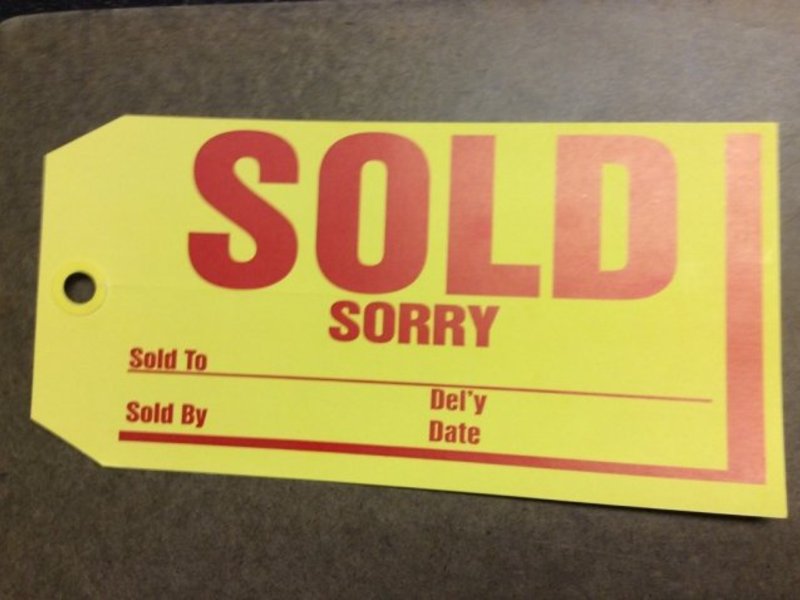 SOLD
SORRY
Sold To
Sold By
Del'y
Date